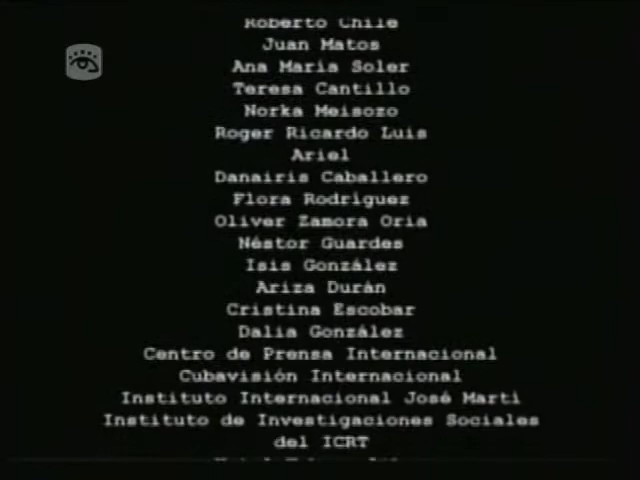 Roberto Chile
Juan Matos
Ana Maria Soler
Teresa Cantillo
Norka Meisozo
Roger Ricardo Luis
Ariel
Danairis Caballero
Flora Rodríguez
Oliver Zamora Oria
Néstor Guardes
Isis González
Ariza Durán
Cristina Escobar
Dalia González
Centro de Prensa Internacional
Cubavisión Internacional
Instituto Internacional José Marti
Instituto de Investigaciones Sociales
del ICRT